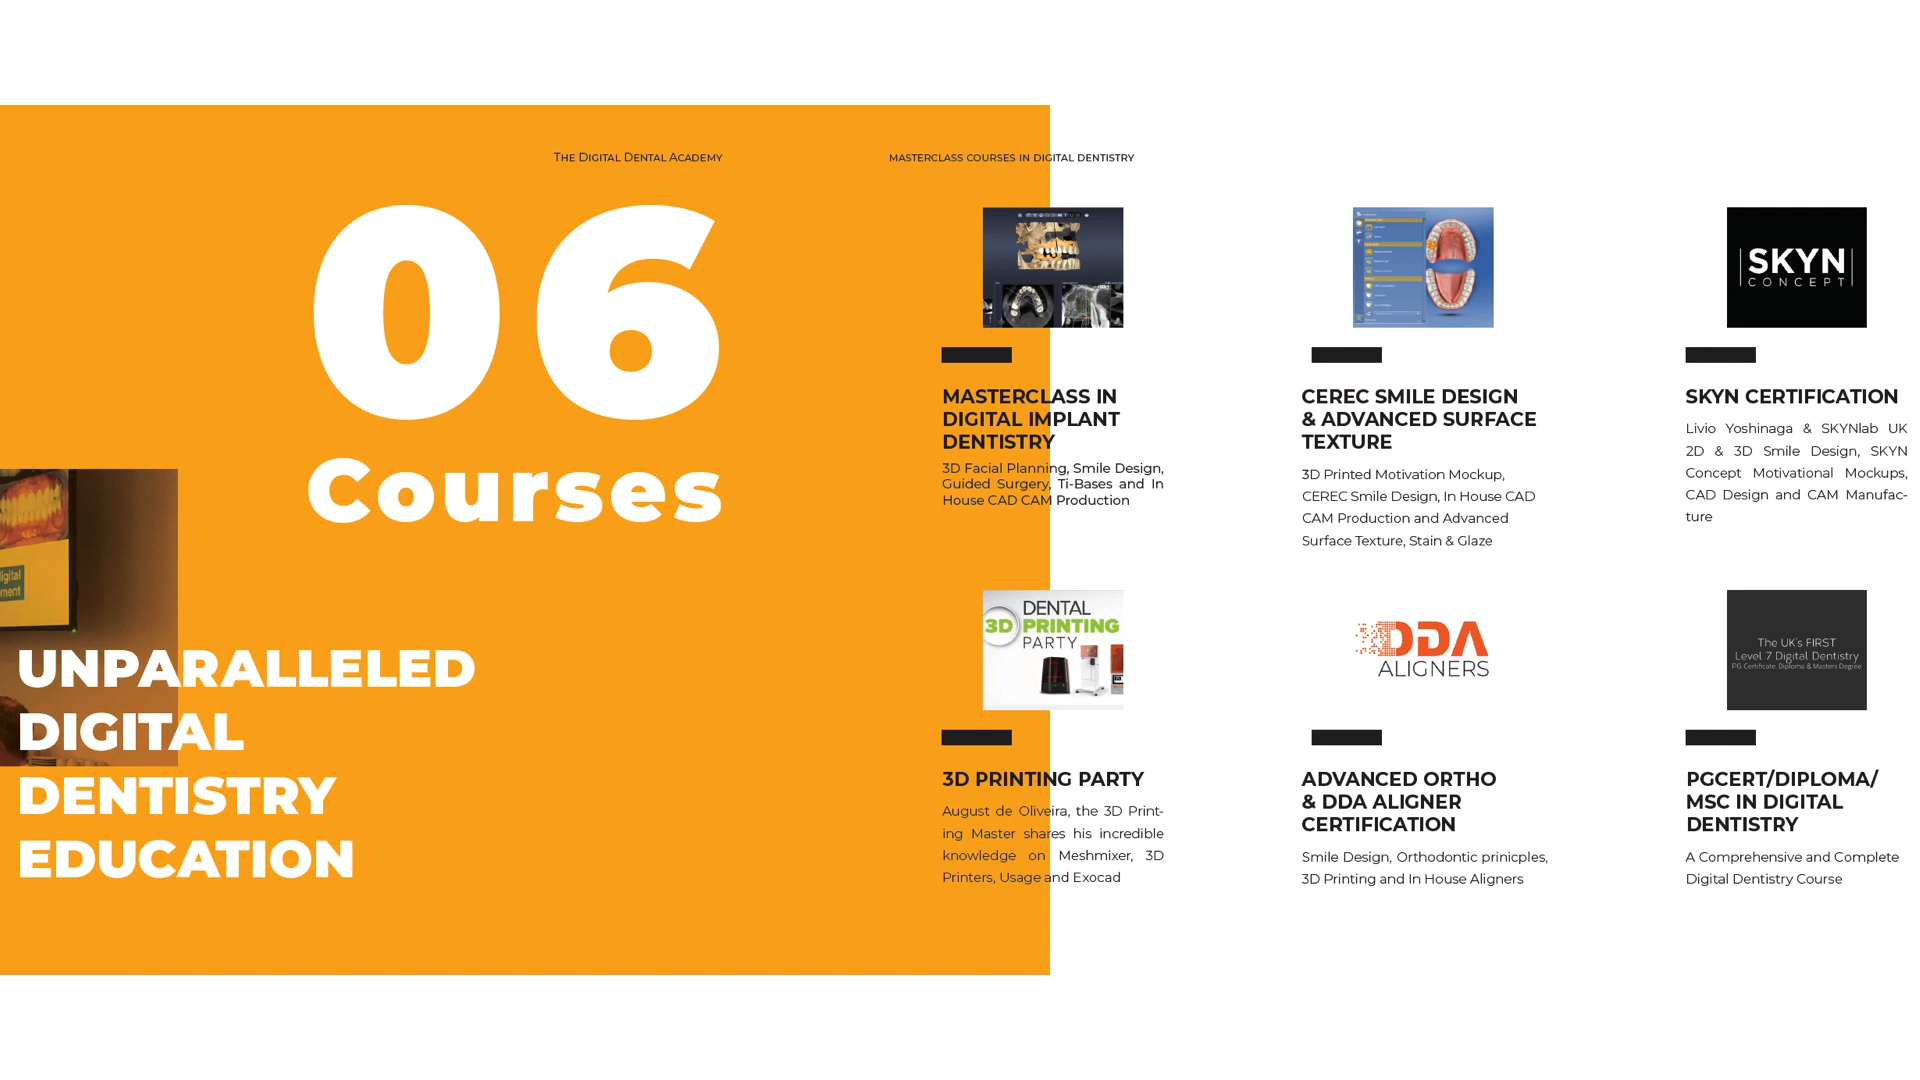 THE DIGITAL DENTAL ACADEMY
MASTERCLASS COURSES IN DIGITAL DENTISTRY
06
Courses
igital
ment
UNPARALLELED
DIGITAL
DENTISTRY
EDUCATION
MASTERCLASS IN
DIGITAL IMPLANT
DENTISTRY
3D Facial Planning, Smile Design,
Guided Surgery, Ti-Bases and In
House CAD CAM Production
CEREC SMILE DESIGN
& ADVANCED SURFACE
TEXTURE
3D Printed Motivation Mockup,
CEREC Smile Design, In House CAD
CAM Production and Advanced
Surface Texture, Stain & Glaze
SKYN
CONCEPT
SKYN CERTIFICATION
Livio Yoshinaga & SKYNlab UK
2D & 3D Smile Design, SKYN
Concept Motivational Mockups,
CAD Design and CAM Manufac-
ture
DENTAL
3D PRINTING
PARTY
3D PRINTING PARTY
August de Oliveira, the 3D Print-
ing Master shares his incredible
knowledge on Meshmixer, 3D
Printers, Usage and Exocad
DDA
ALIGNERS
ADVANCED ORTHO
& DDA ALIGNER
CERTIFICATION
Smile Design, Orthodontic prinicples,
3D Printing and In House Aligners
The UK's FIRST
Level 7 Digital Dentistry
PG Certificate, Diploma & Masters Degree
PGCERT/DIPLOMA/
MSC IN DIGITAL
DENTISTRY
A Comprehensive and Complete
Digital Dentistry Course